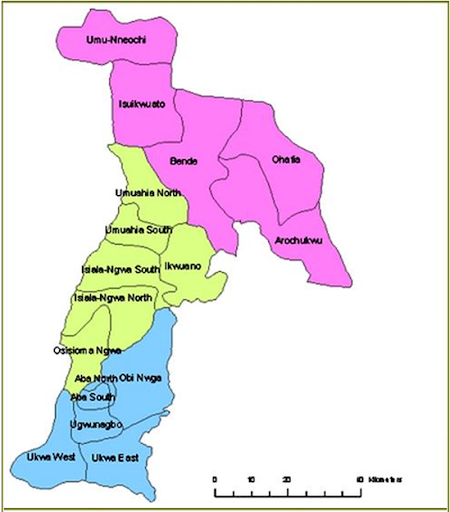 Umu-Nneochi
Isuikwuato
Bende
Ohafia
Umuahia North
Arochukwu
Umuahia South
Isiala-Ngwa South
Ikwuano
Isiala-Ngwa North
Osisioma Ngwa
Aba North
Obi Nwga
Aba South
Ugwunagbo
Ukwa West
Ukwa East
0 10 20 40 Kilometers